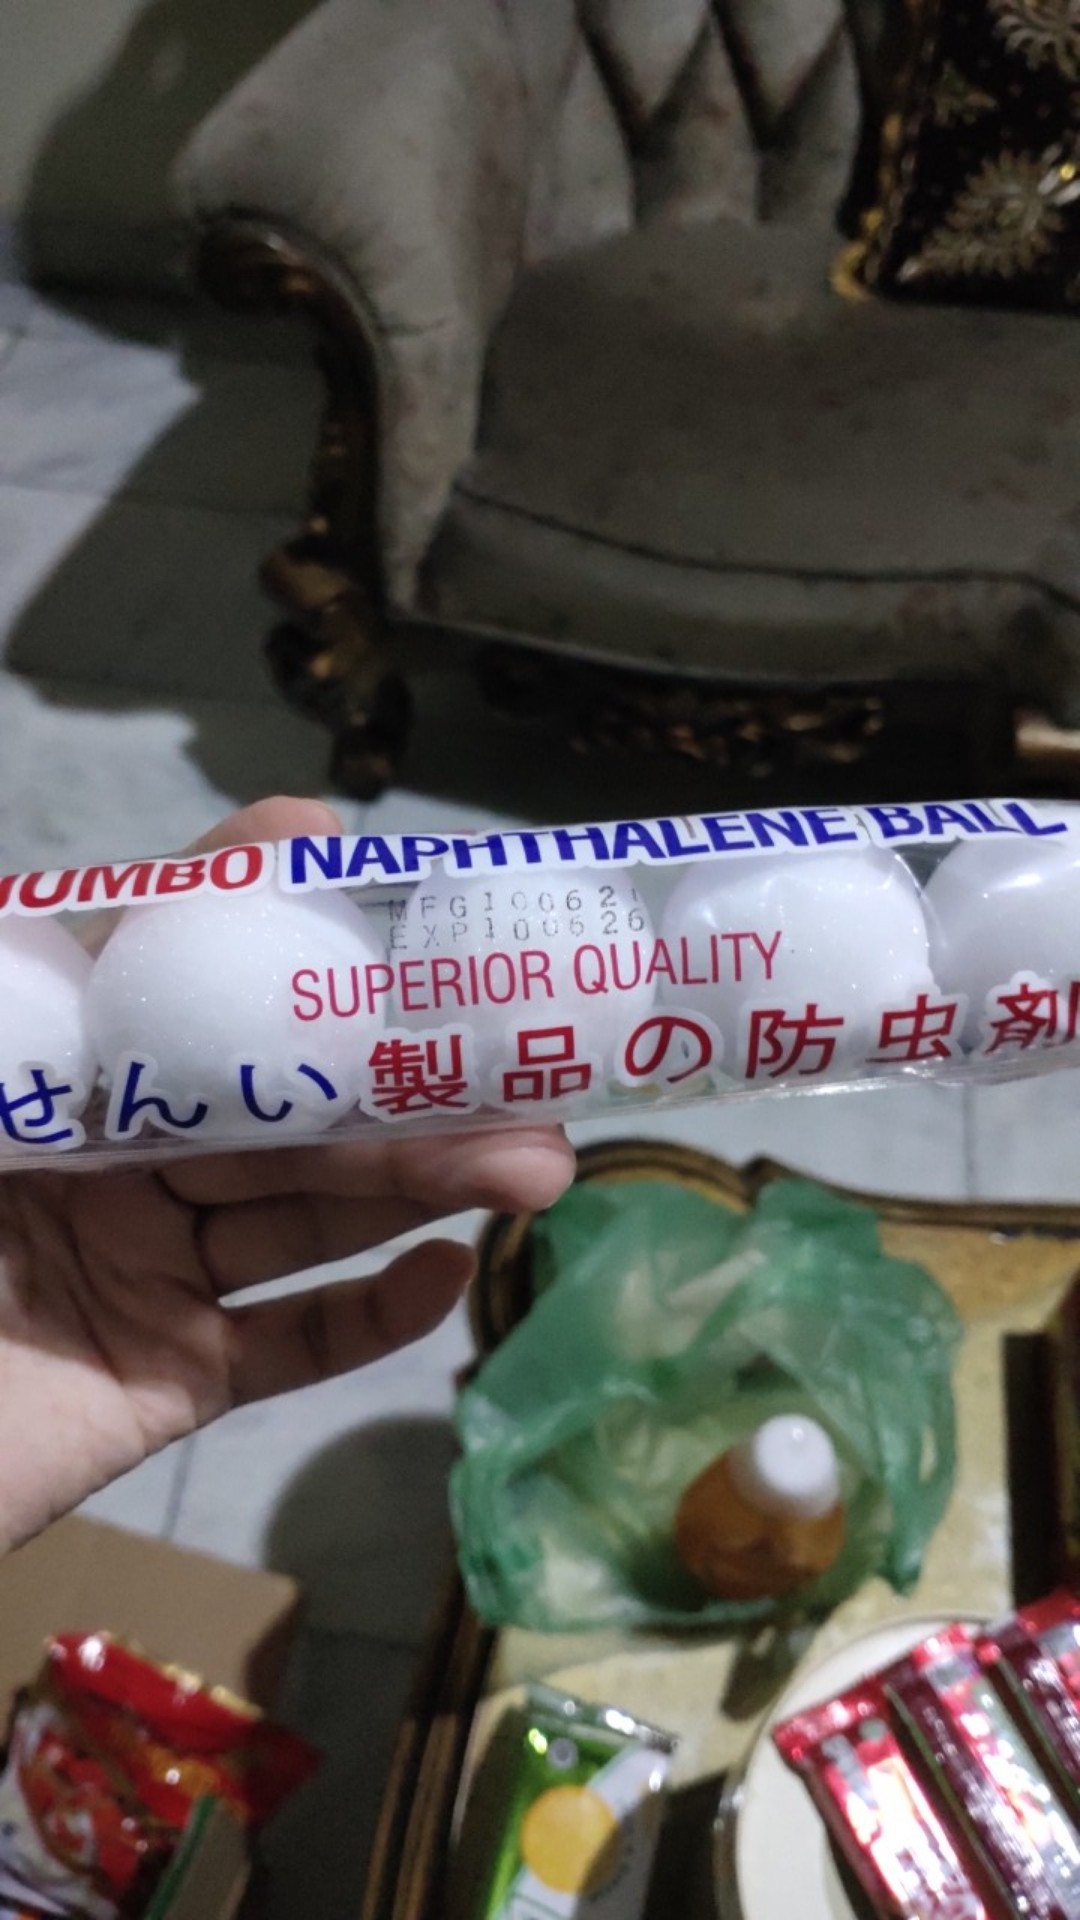 JUMBO NAPHTHALENE BALL
MFG100621
EXP100626
SUPERIOR QUALITY
せんい製品の防虫剤